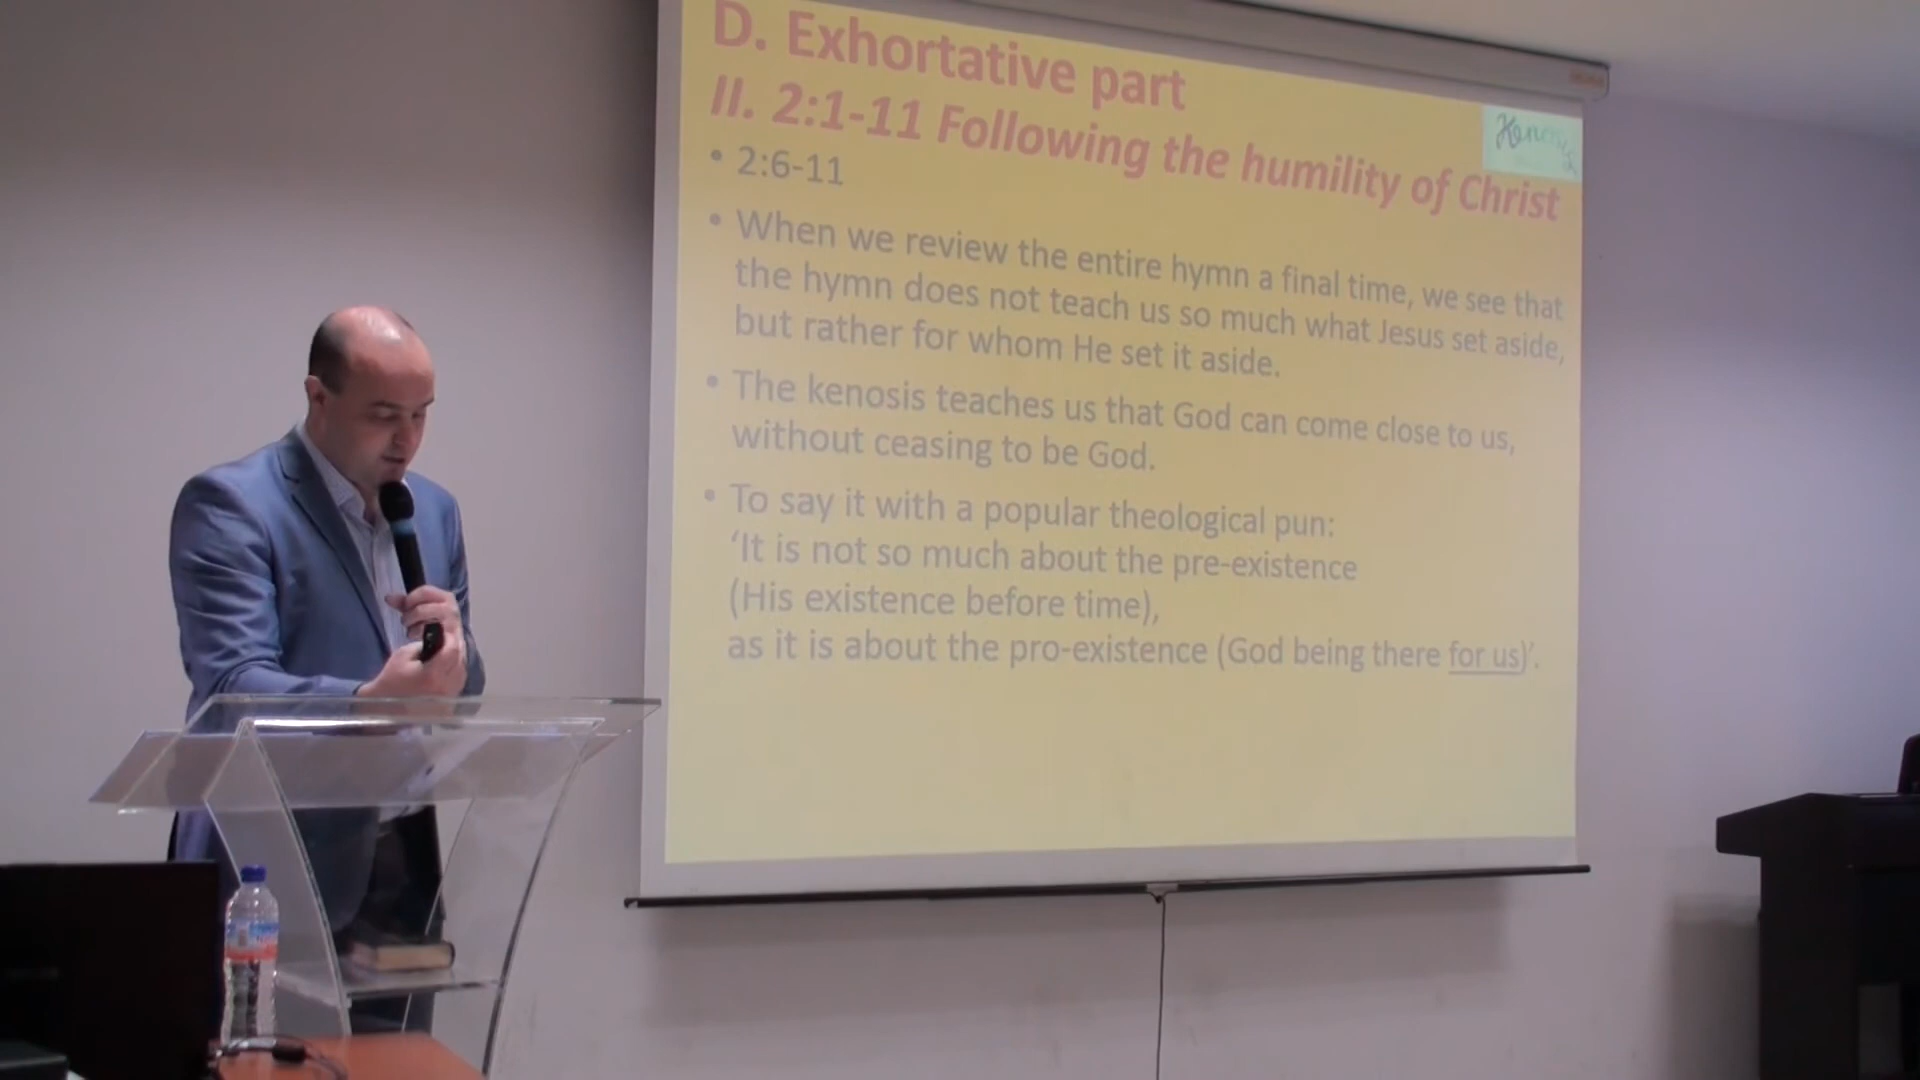 D. Exhortative part
II. 2:1-11 Following the humility of Christ
Kenosis
• 2:6-11
• When we review the entire hymn a final time, we see that
the hymn does not teach us so much what Jesus set aside,
but rather for whom He set it aside.
• The kenosis teaches us that God can come close to us,
without ceasing to be God.
• To say it with a popular theological pun:
‘It is not so much about the pre-existence
(His existence before time),
as it is about the pro-existence (God being there for us)’.